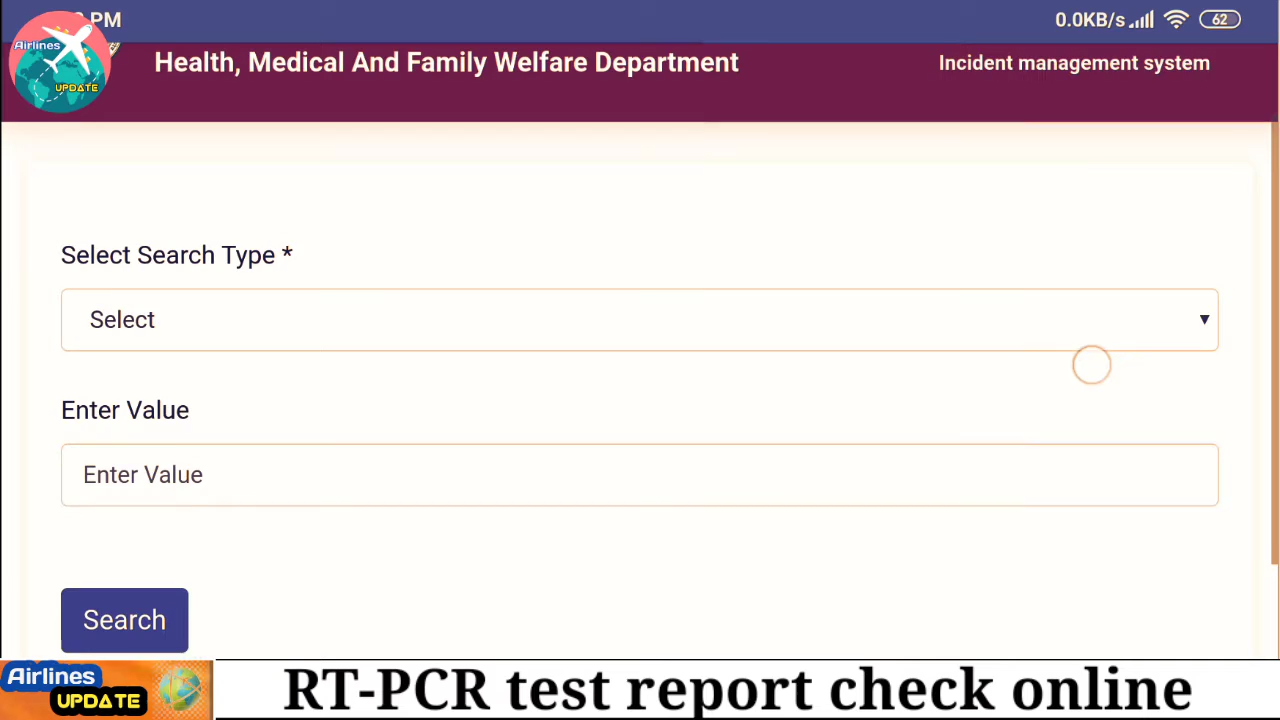 PM
0.0KB/s
62
Airlines
UPDATE
Health, Medical And Family Welfare Department
Incident management system
Select Search Type *
Select
Enter Value
Enter Value
Search
Airlines
UPDATE
RT-PCR test report check online